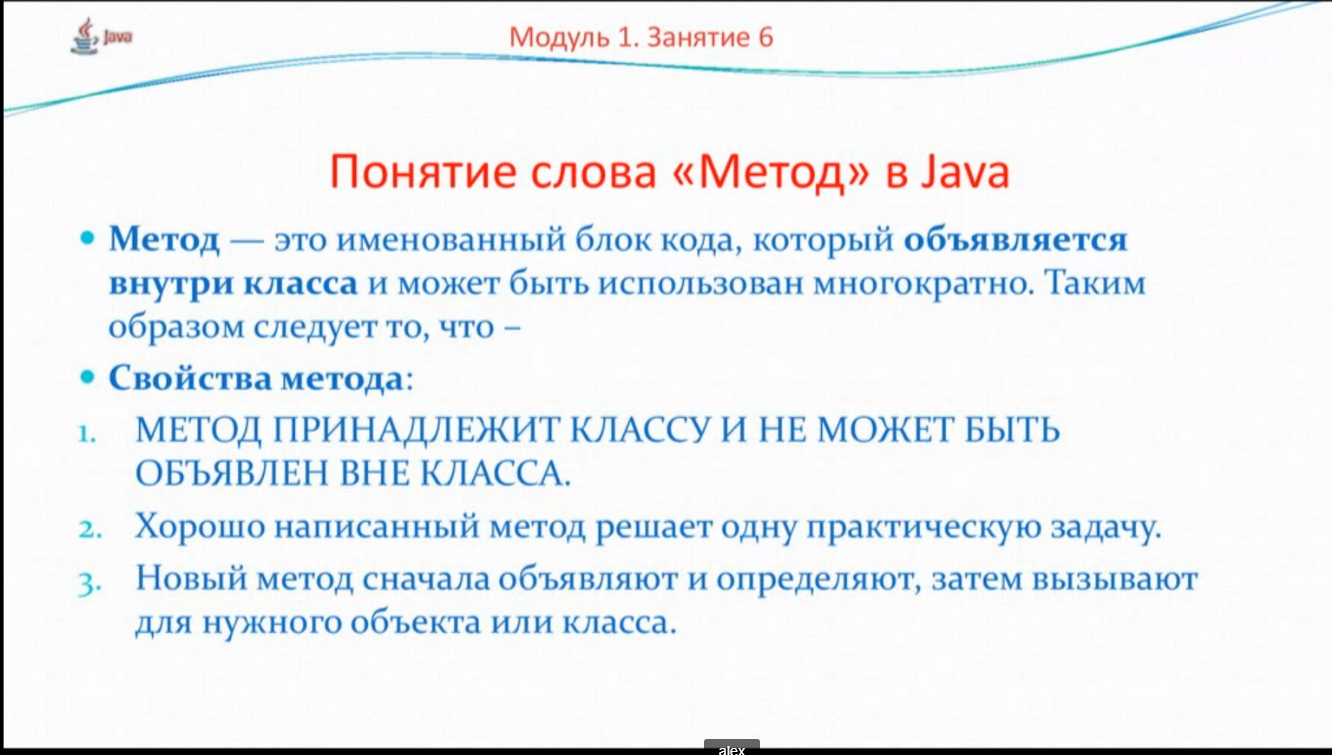 Java
Модуль 1. Занятие 6
Понятие слова «Метод» в Java
• Метод — это именованный блок кода, который объявляется
внутри класса и может быть использован многократно. Таким
образом следует то, что –
• Свойства метода:
1. МЕТОД ПРИНАДЛЕЖИТ КЛАССУ И НЕ МОЖЕТ БЫТЬ
ОБЪЯВЛЕН ВНЕ КЛАССА.
2. Хорошо написанный метод решает одну практическую задачу.
3. Новый метод сначала объявляют и определяют, затем вызывают
для нужного объекта или класса.
alex